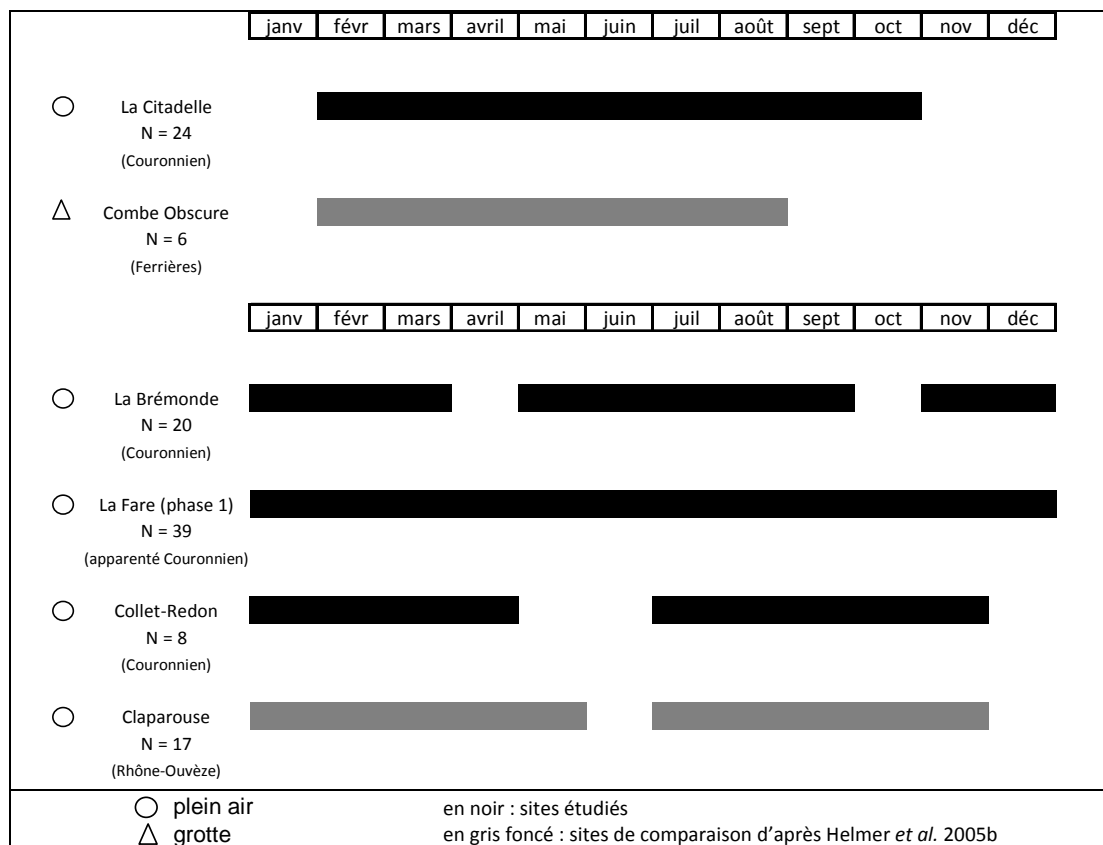 janv févr mars avril mai juin juil août sept oct nov déc
La Citadelle
N = 24
(Couronnien)
Combe Obscure
N = 6
(Ferrières)
janv févr mars avril mai juin juil août sept oct nov déc
La Brémonde
N = 20
(Couronnien)
La Fare (phase 1)
N = 39
(apparenté Couronnien)
Collet-Redon
N = 8
(Couronnien)
Claparouse
N = 17
(Rhône-Ouvèze)
plein air en noir : sites étudiés
grotte en gris foncé : sites de comparaison d’après Helmer et al. 2005b